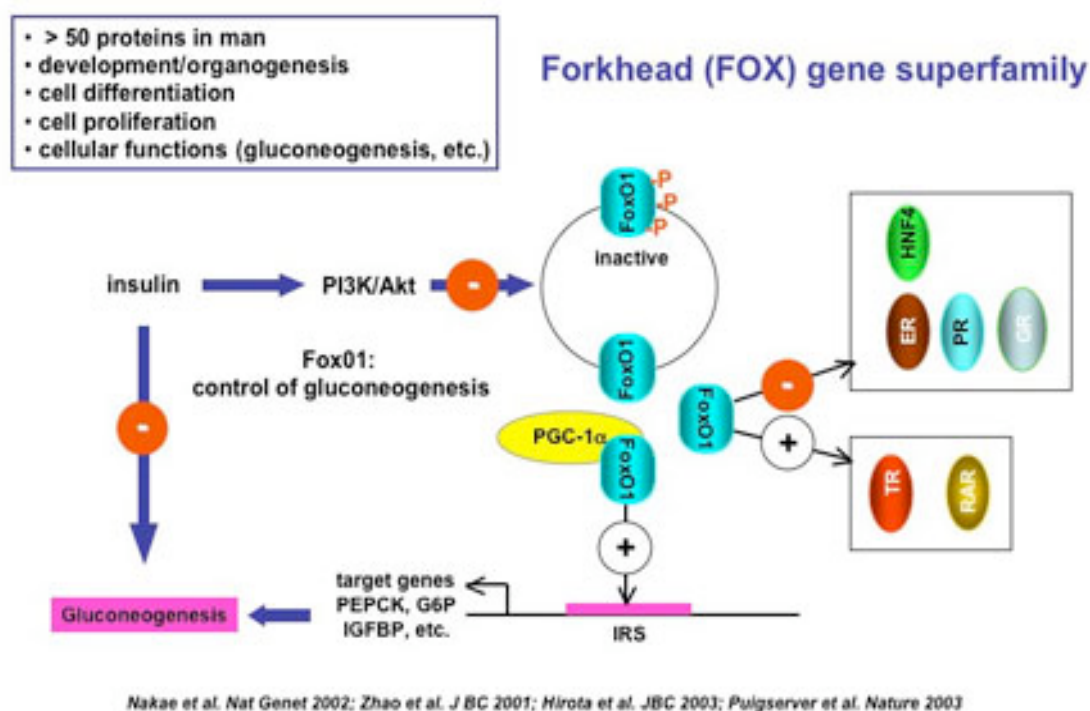 • > 50 proteins in man
• development/organogenesis
• cell differentiation
• cell proliferation
• cellular functions (gluconeogenesis, etc.)
Forkhead (FOX) gene superfamily
FoxO1
-P
-P
-P
inactive
insulin
PI3K/Akt
-
HNF4
ER
PR
GR
Fox01:
control of gluconeogenesis
-
FoxO1
-
FoxO1
+
PGC-1α
FoxO1
TR
RAR
+
target genes
PEPCK, G6P
IGFBP, etc.
Gluconeogenesis
IRS
Nakae et al. Nat Genet 2002; Zhao et al. J BC 2001; Hirota et al. JBC 2003; Puigserver et al. Nature 2003